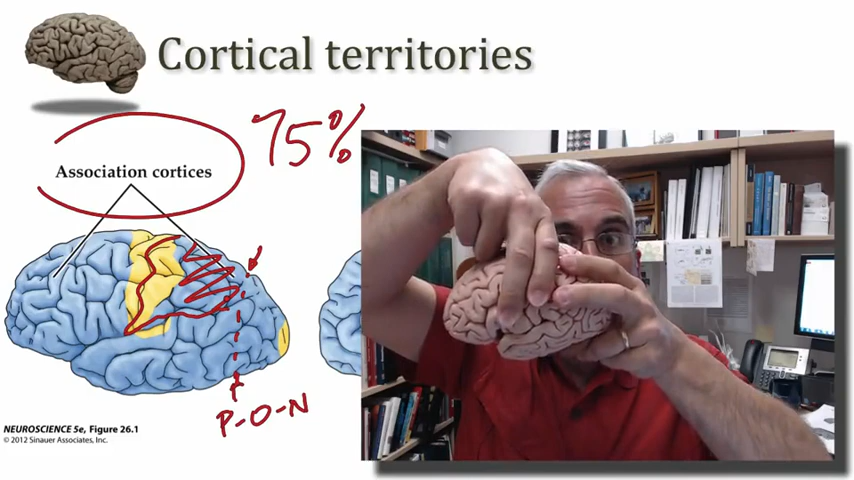 Cortical territories
75%
Association cortices
P-O-N
NEUROSCIENCE 5e, Figure 26.1
© 2012 Sinauer Associates, Inc.